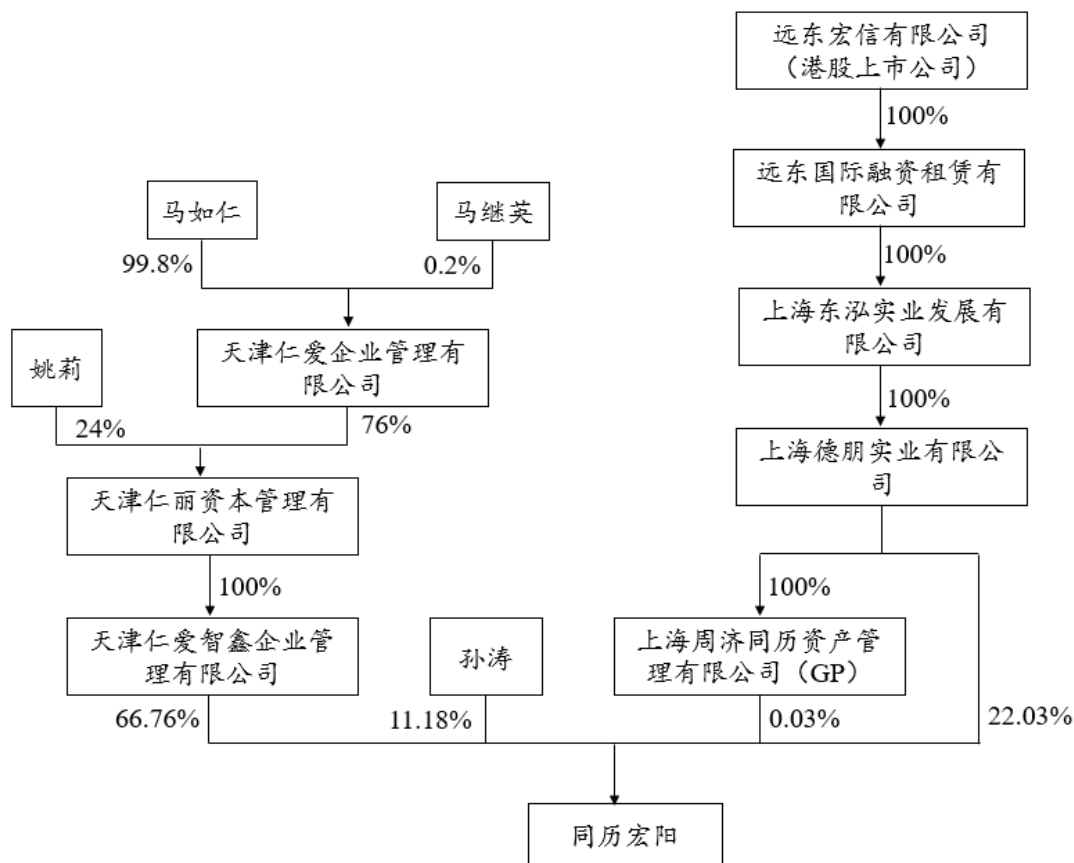 远东宏信有限公司
（港股上市公司）
100%
远东国际融资租赁有
限公司
马如仁
马继英
99.8%
0.2%
100%
上海东泓实业发展有
限公司
姚莉
天津仁爱企业管理有
限公司
24%
76%
100%
上海德朋实业有限公
司
天津仁丽资本管理有
限公司
100%
100%
天津仁爱智鑫企业管
理有限公司
孙涛
上海周济同历资产管
理有限公司（GP）
66.76%
11.18%
0.03%
22.03%
同历宏阳